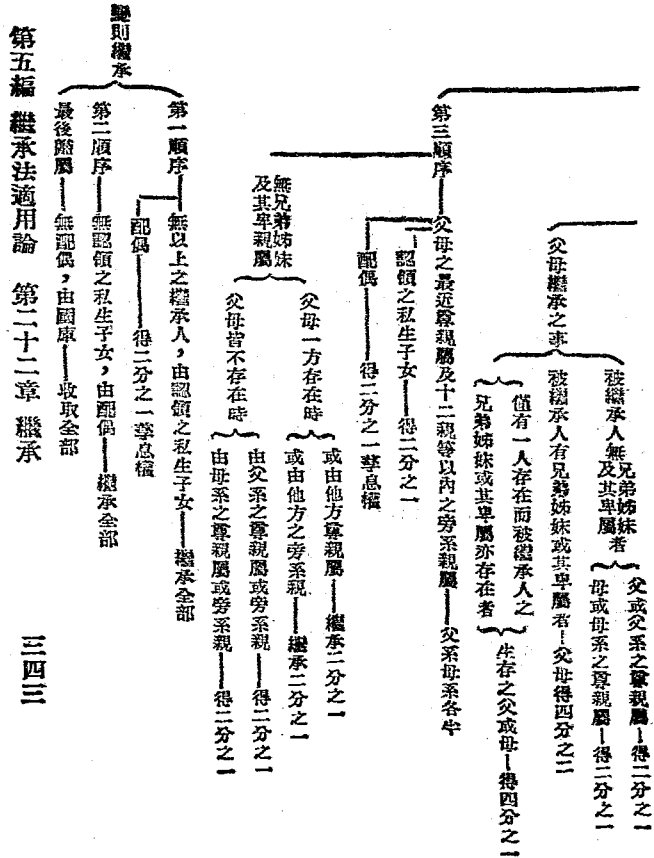 父母繼承之事
被繼承人無兄弟姊妹及其卑屬者
父或父系之尊親屬—得二分之一
母或母系之尊親屬—得二分之一
被繼承人有兄弟姊妹或其卑屬者—父母得四分之二
僅有一人存在而被繼承人之
兄弟姊妹或其卑屬亦存在者
生存之父或母—得四分之一
第三順序—父母之最近尊親屬及十二親等以內之旁系親屬—父系母系各半
認領之私生子女—得二分之一
配偶—得二分之一孳息權
無兄弟姊妹
及其卑親屬
父母一方存在時
或由他方尊親屬—繼承二分之一
或由他方之旁系親—繼承二分之一
父母皆不存在時
由父系之尊親屬或旁系親—得二分之一
由母系之尊親屬或旁系親—得二分之一
變則繼承
第一順序—無以上之繼承人，由認領之私生子女—繼承全部
配偶—得二分之一孳息權
第二順序—無認領之私生子女，由配偶—繼承全部
最後歸屬—無配偶，由國庫—收取全部
第五編 繼承法適用論 第二十二章 繼承
三四三